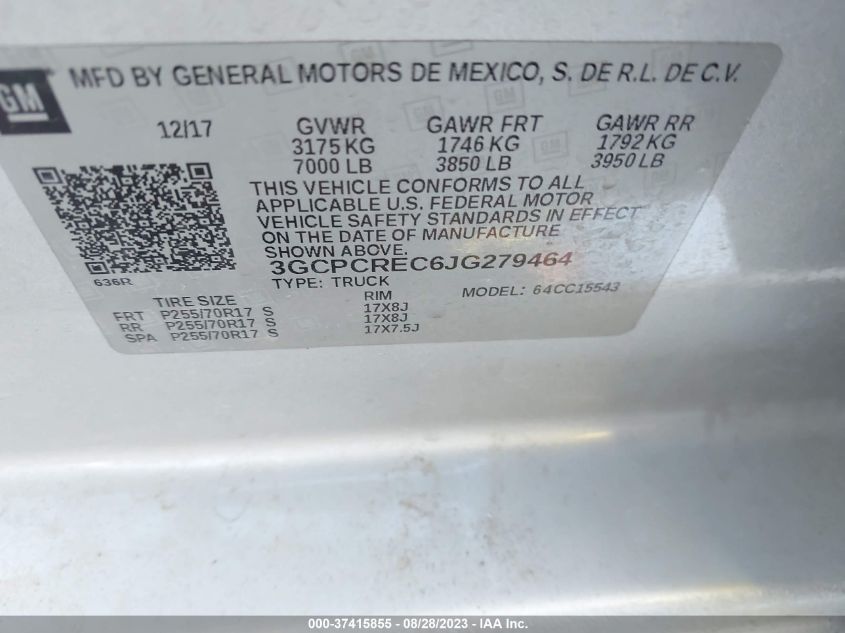 GM
MFD BY GENERAL MOTORS DE MEXICO, S. DE R.L. DE C.V.
12/17 GVWR GAWR FRT GAWR RR
3175 KG 1746 KG 1792 KG
7000 LB 3850 LB 3950 LB
THIS VEHICLE CONFORMS TO ALL
APPLICABLE U.S. FEDERAL MOTOR
VEHICLE SAFETY STANDARDS IN EFFECT
ON THE DATE OF MANUFACTURE
SHOWN ABOVE.
3GCPCREC6JG279464
636R TYPE: TRUCK MODEL: 64CC15543
TIRE SIZE RIM
FRT P255/70R17 S 17X8J
RR P255/70R17 S 17X8J
SPA P255/70R17 S 17X7.5J
000-37415855 - 08/28/2023 - IAA Inc.